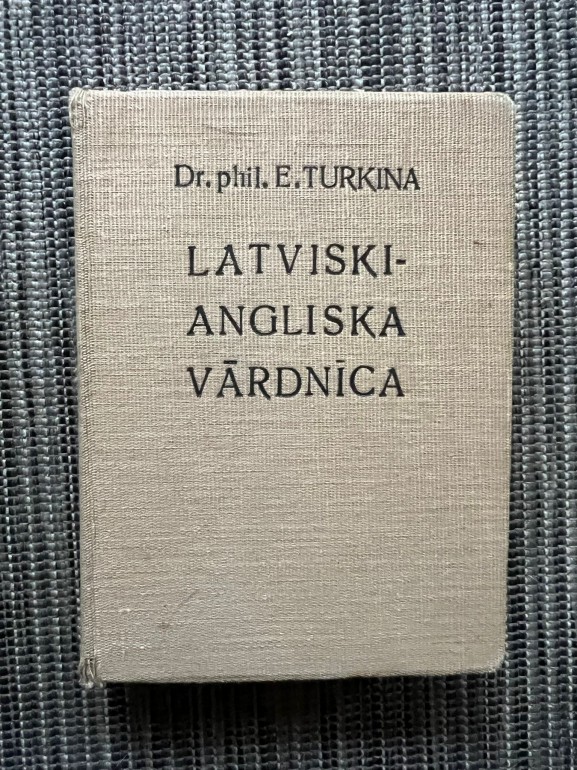 Dr. phil. E. TURKINA
LATVISKI-
ANGLISKA
VĀRDNĪCA